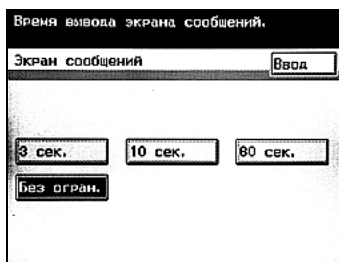 Время вывода экрана сообщений.
Экран сообщений Ввод
3 сек. 10 сек. 60 сек.
Без огран.